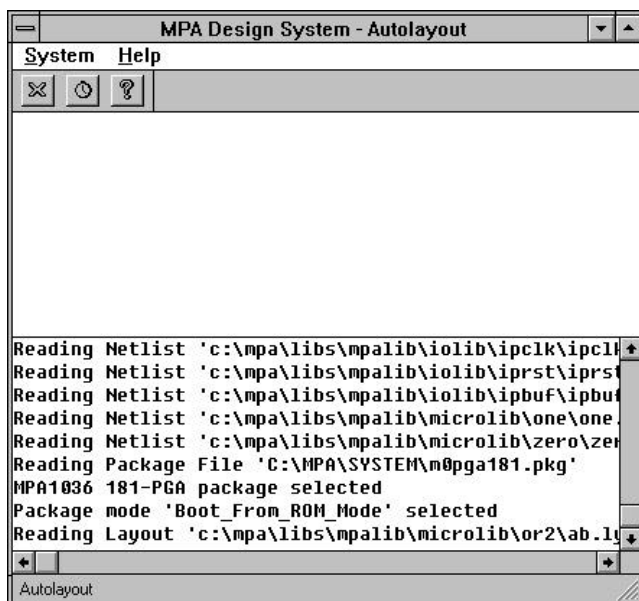 MPA Design System - Autolayout
System Help
Reading Netlist 'c:\mpa\libs\mpalib\iolib\ipclk\ipcl
Reading Netlist 'c:\mpa\libs\mpalib\iolib\iprst\iprst
Reading Netlist 'c:\mpa\libs\mpalib\iolib\ipbuf\ipbuf
Reading Netlist 'c:\mpa\libs\mpalib\microlib\one\one.
Reading Netlist 'c:\mpa\libs\mpalib\microlib\zero\zer
Reading Package File 'C:\MPA\SYSTEM\m0pga181.pkg'
MPA1036 181-PGA package selected
Package mode 'Boot_From_ROM_Mode' selected
Reading Layout 'c:\mpa\libs\mpalib\microlib\or2\ab.ly
Autolayout